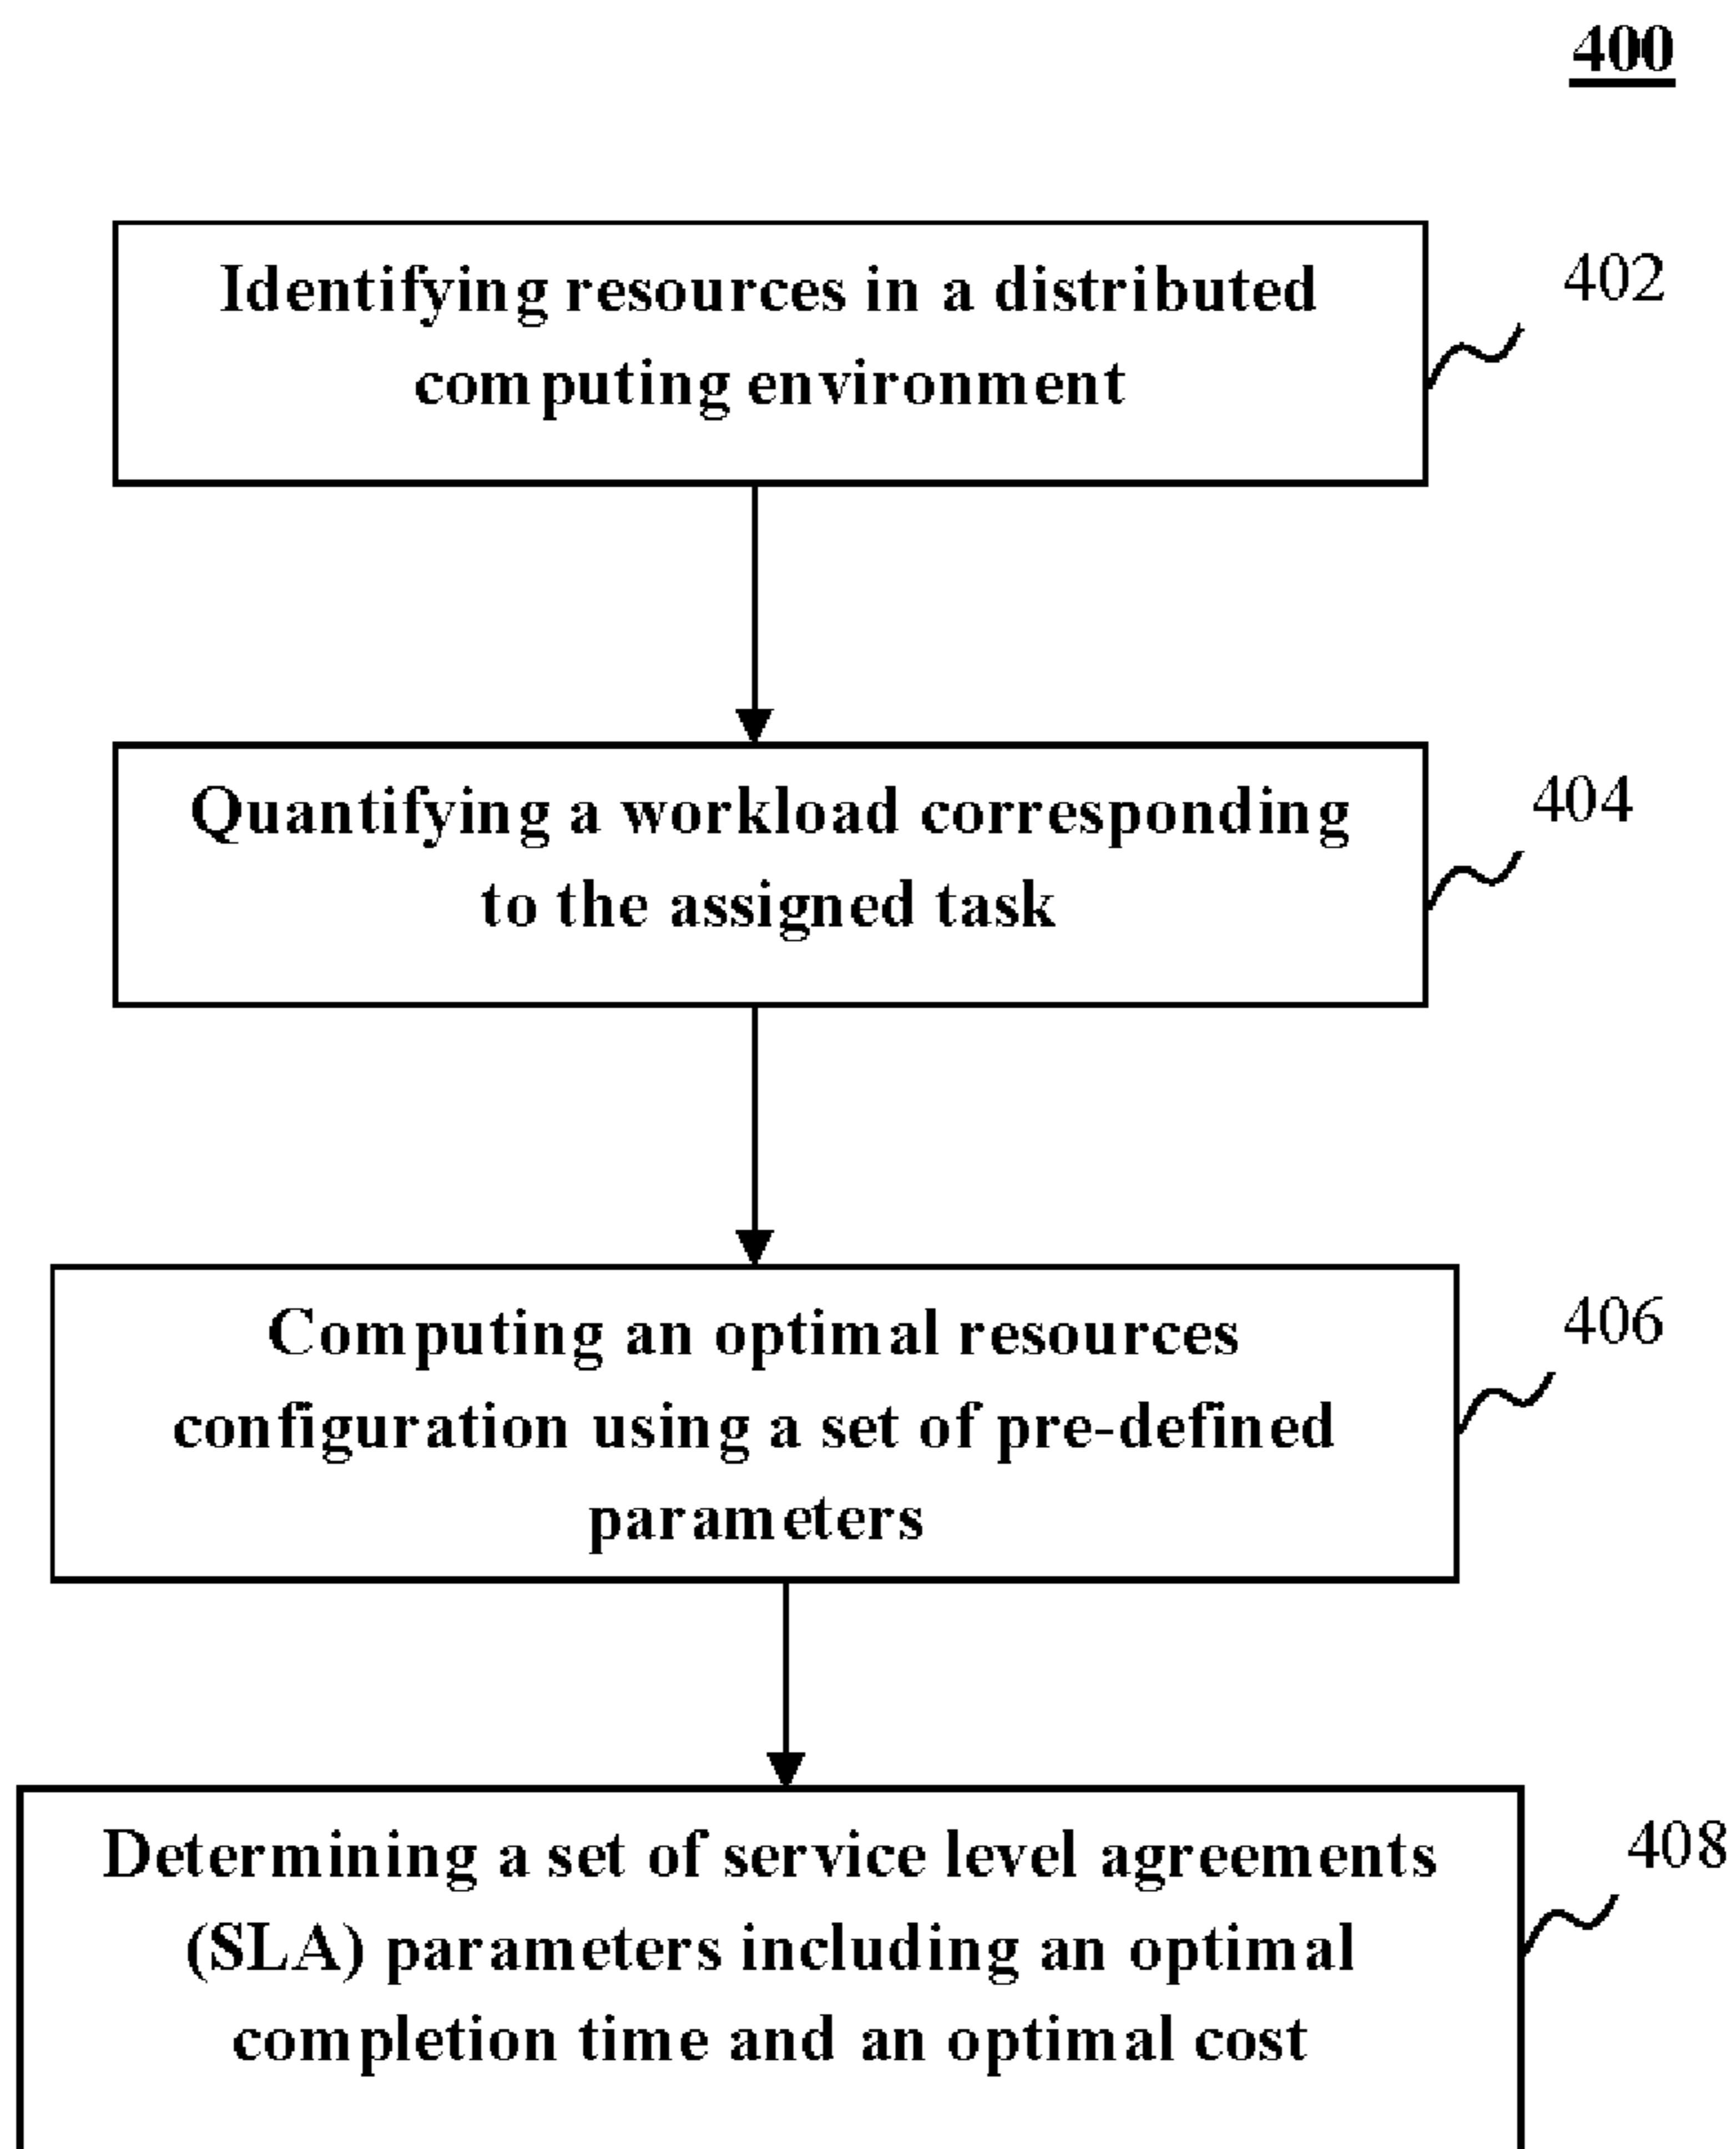 400
Identifying resources in a distributed
computing environment
402
Quantifying a workload corresponding
to the assigned task
404
Computing an optimal resources
configuration using a set of pre-defined
parameters
406
Determining a set of service level agreements
(SLA) parameters including an optimal
completion time and an optimal cost
408